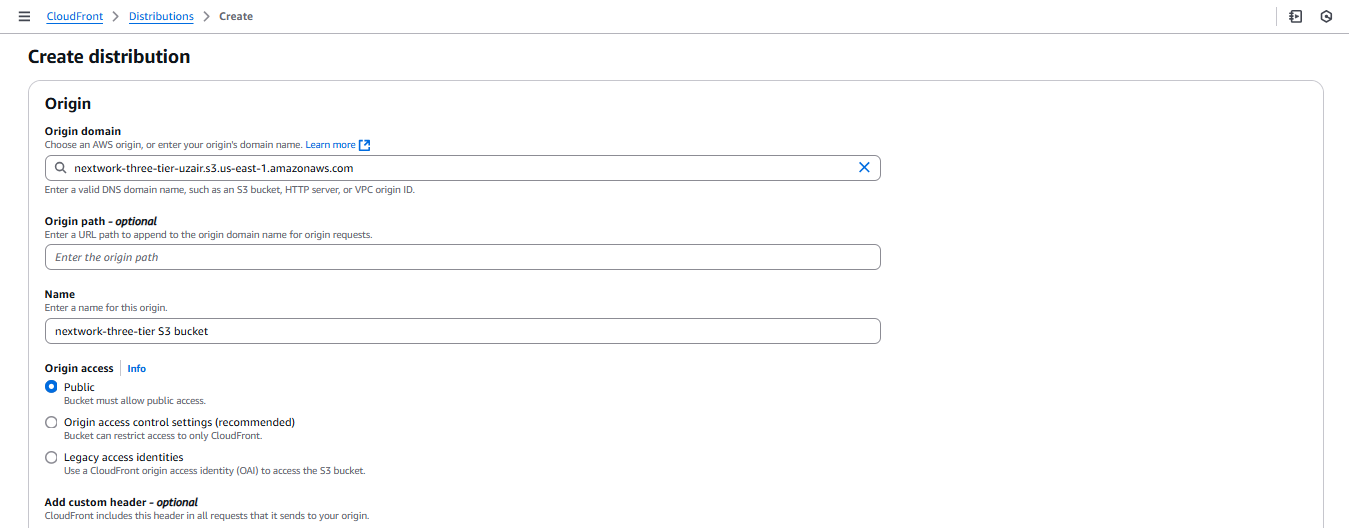 CloudFront > Distributions > Create
Create distribution
Origin
Origin domain
Choose an AWS origin, or enter your origin's domain name. Learn more
nextwork-three-tier-uzair.s3.us-east-1.amazonaws.com
Enter a valid DNS domain name, such as an S3 bucket, HTTP server, or VPC origin ID.
Origin path - optional
Enter a URL path to append to the origin domain name for origin requests.
Enter the origin path
Name
Enter a name for this origin.
nextwork-three-tier S3 bucket
Origin access Info
Public
Bucket must allow public access.
Origin access control settings (recommended)
Bucket can restrict access to only CloudFront.
Legacy access identities
Use a CloudFront origin access identity (OAI) to access the S3 bucket.
Add custom header - optional
CloudFront includes this header in all requests that it sends to your origin.